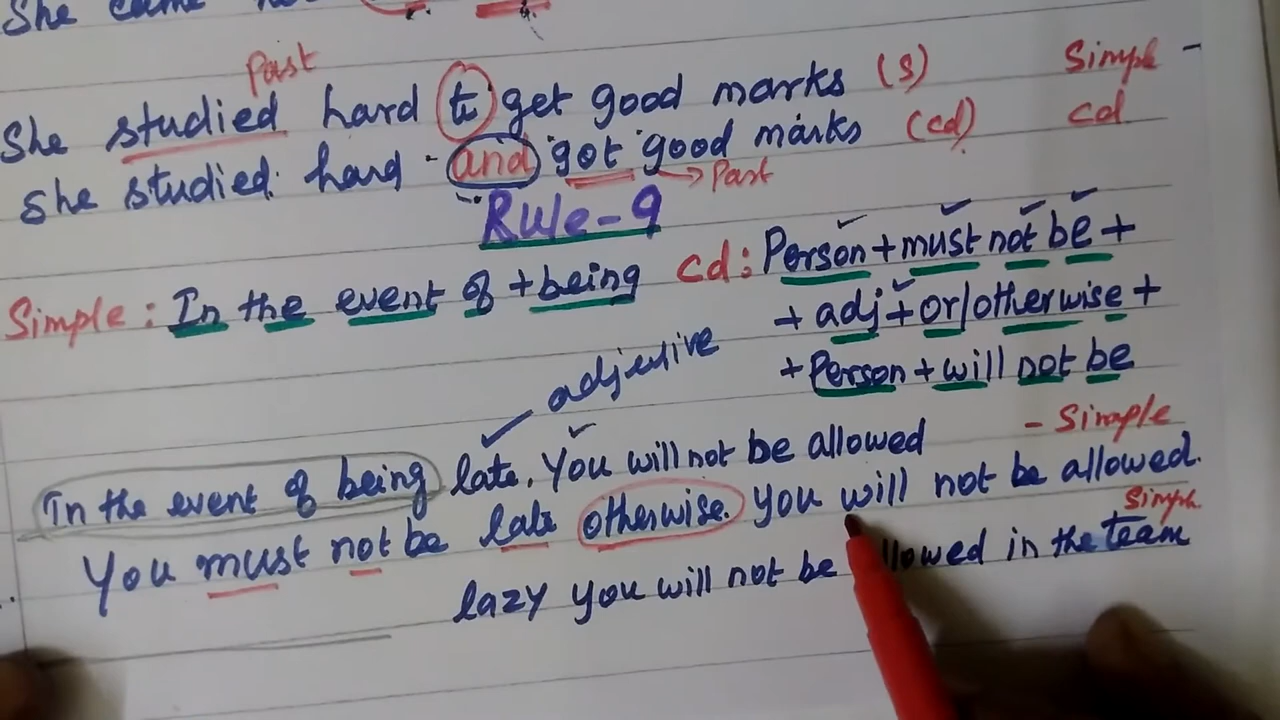 She came
Past
She studied hard to get good marks (S) Simple -
She studied hard and got good marks (cd) cd
→ Past
Rule-9
Simple: In the event of + being cd: Person + must not be +
+ adj + or/otherwise +
+ Person + will not be
adjective
In the event of being late, You will not be allowed - Simple
You must not be late otherwise. you will not be allowed.
Simple
lazy you will not be allowed in the team